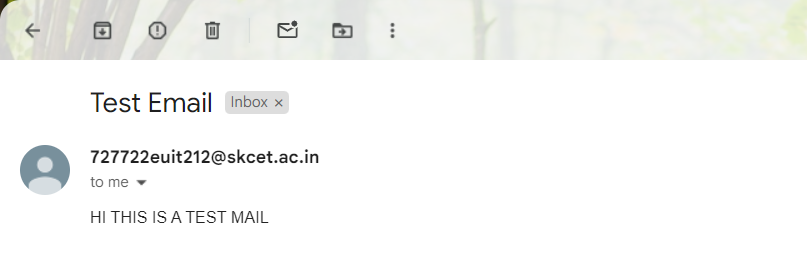 Test Email Inbox ×
727722euit212@skcet.ac.in
to me
HI THIS IS A TEST MAIL